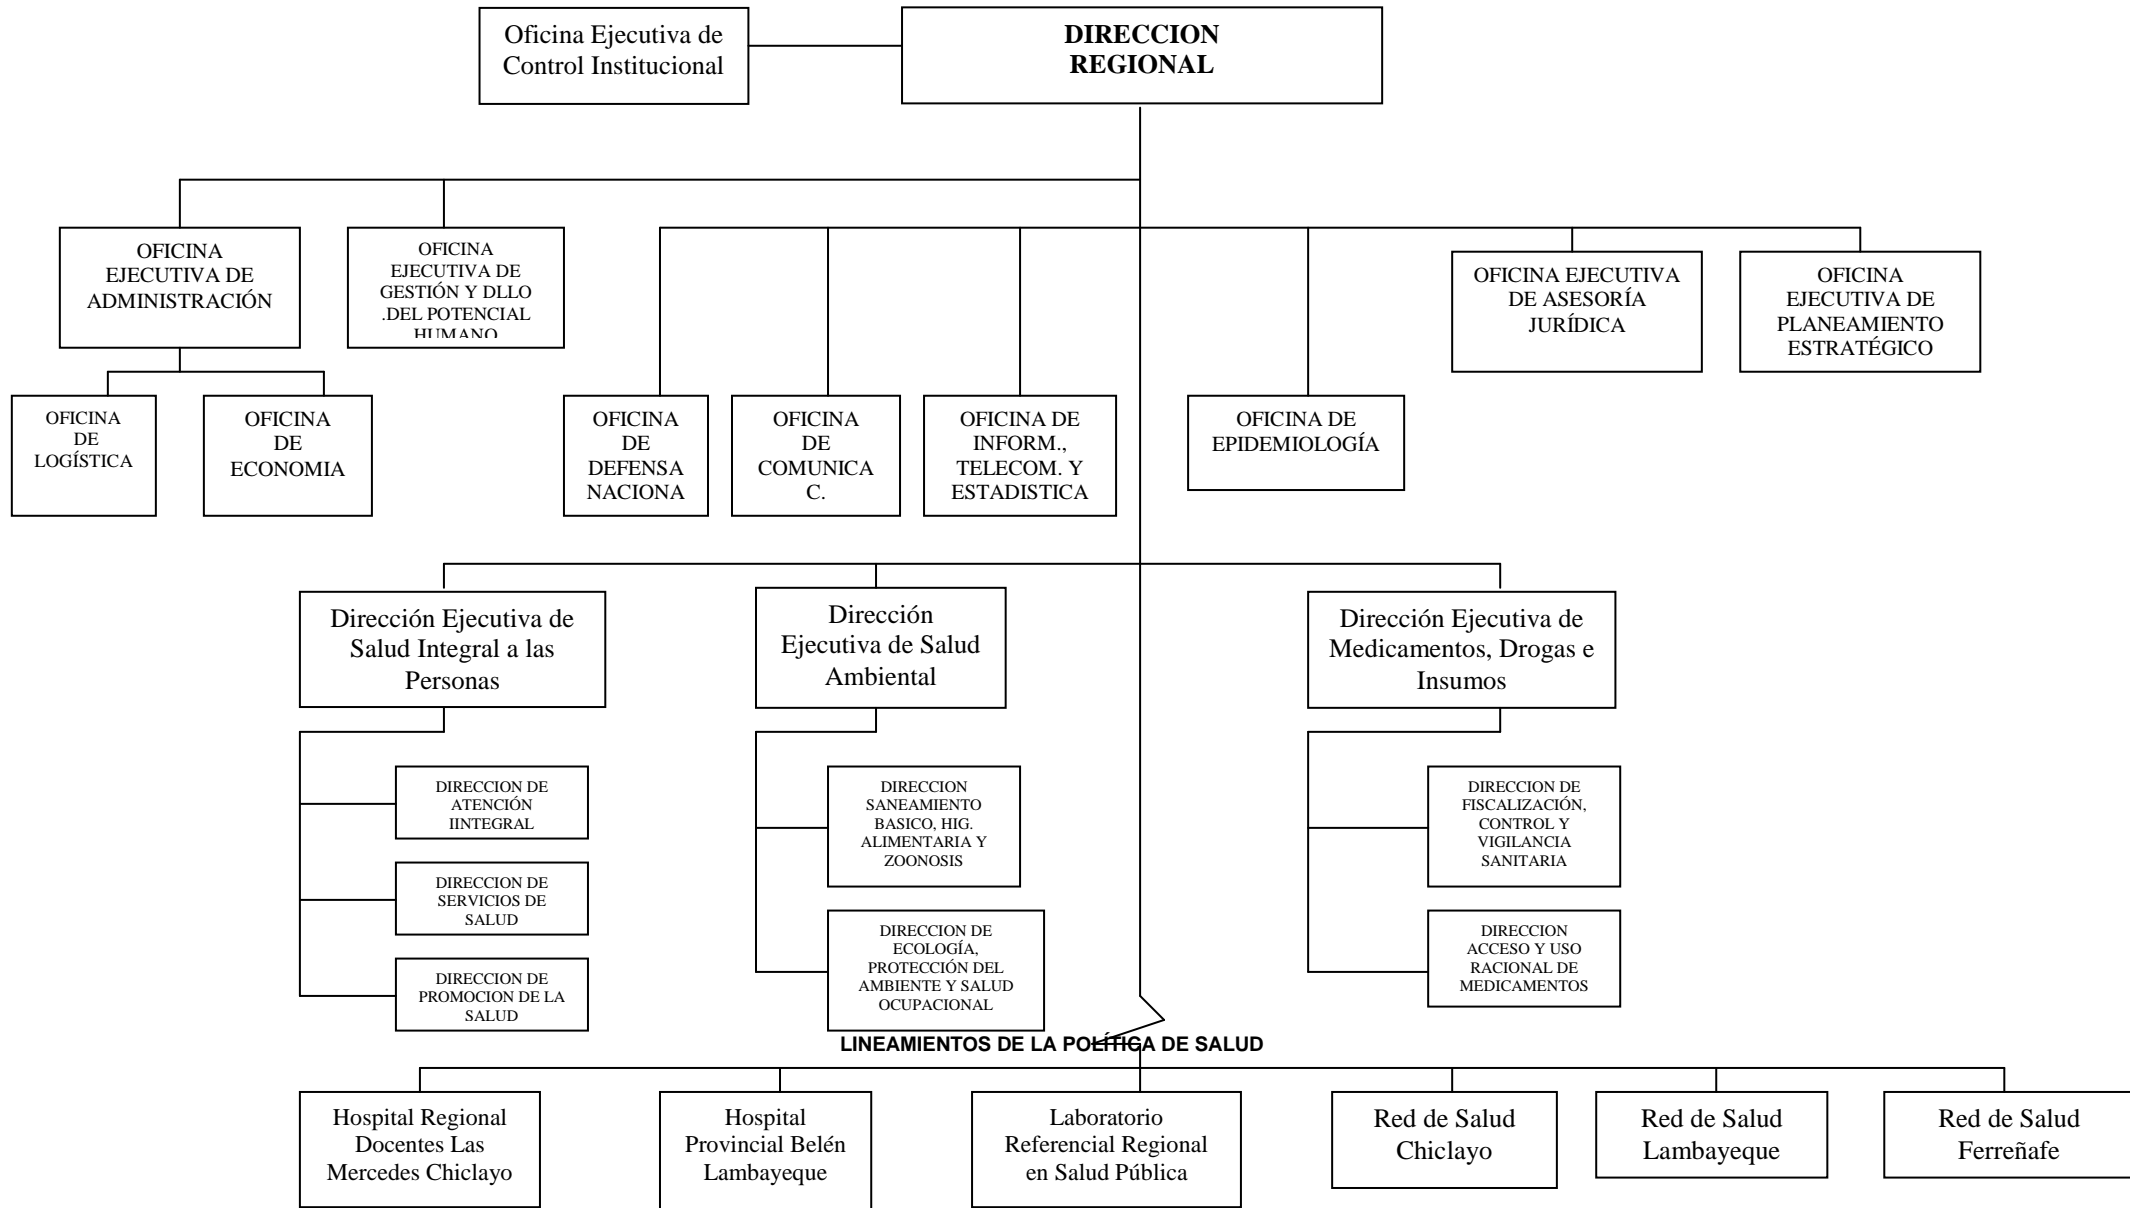 Oficina Ejecutiva de
Control Institucional
DIRECCION
REGIONAL
OFICINA
EJECUTIVA DE
ADMINISTRACIÓN
OFICINA
EJECUTIVA DE
GESTIÓN Y DLLO
.DEL POTENCIAL
HUMANO
OFICINA EJECUTIVA
DE ASESORÍA
JURÍDICA
OFICINA
EJECUTIVA DE
PLANEAMIENTO
ESTRATÉGICO
OFICINA
DE
LOGÍSTICA
OFICINA
DE
ECONOMIA
OFICINA
DE
DEFENSA
NACIONA
OFICINA
DE
COMUNICA
C.
OFICINA DE
INFORM.,
TELECOM. Y
ESTADISTICA
OFICINA DE
EPIDEMIOLOGÍA
Dirección Ejecutiva de
Salud Integral a las
Personas
Dirección
Ejecutiva de Salud
Ambiental
Dirección Ejecutiva de
Medicamentos, Drogas e
Insumos
DIRECCION DE
ATENCIÓN
IINTEGRAL
DIRECCION DE
SERVICIOS DE
SALUD
DIRECCION DE
PROMOCION DE LA
SALUD
DIRECCION
SANEAMIENTO
BASICO, HIG.
ALIMENTARIA Y
ZOONOSIS
DIRECCION DE
ECOLOGÍA,
PROTECCIÓN DEL
AMBIENTE Y SALUD
OCUPACIONAL
DIRECCION DE
FISCALIZACIÓN,
CONTROL Y
VIGILANCIA
SANITARIA
DIRECCION
ACCESO Y USO
RACIONAL DE
MEDICAMENTOS
LINEAMIENTOS DE LA POLÍTICA DE SALUD
Hospital Regional
Docentes Las
Mercedes Chiclayo
Hospital
Provincial Belén
Lambayeque
Laboratorio
Referencial Regional
en Salud Pública
Red de Salud
Chiclayo
Red de Salud
Lambayeque
Red de Salud
Ferreñafe